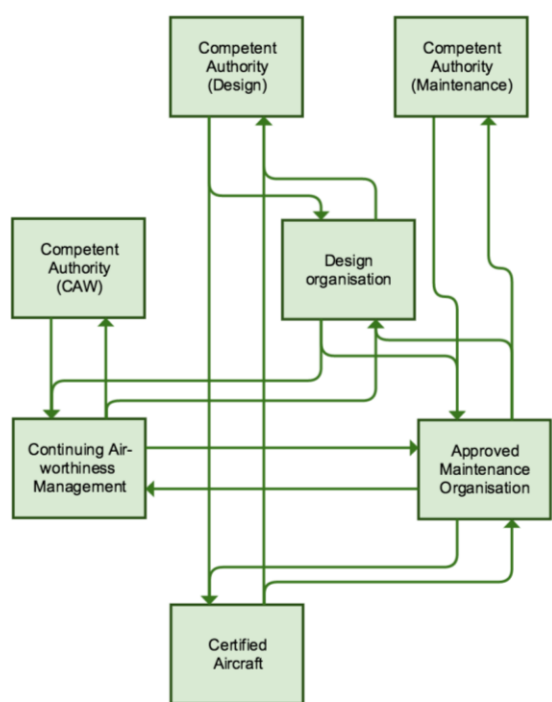 Competent
Authority
(Design)
Competent
Authority
(Maintenance)
Competent
Authority
(CAW)
Design
organisation
Continuing Air-
worthiness
Management
Approved
Maintenance
Organisation
Certified
Aircraft